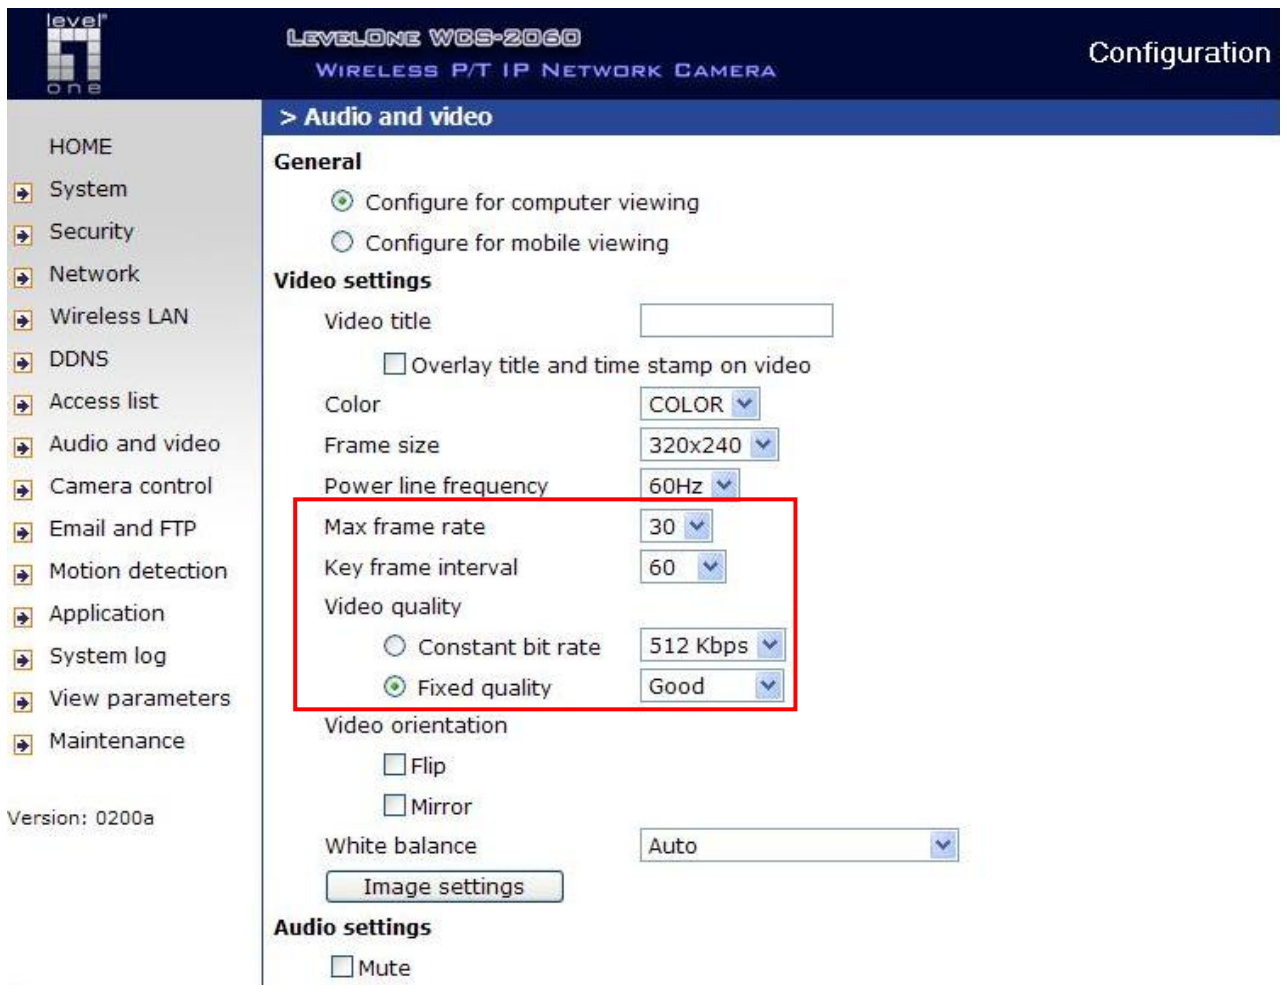 level one
LEVELONE WCS-2060
WIRELESS P/T IP NETWORK CAMERA
Configuration
HOME
System
Security
Network
Wireless LAN
DDNS
Access list
Audio and video
Camera control
Email and FTP
Motion detection
Application
System log
View parameters
Maintenance
Version: 0200a
> Audio and video
General
Configure for computer viewing
Configure for mobile viewing
Video settings
Video title
Overlay title and time stamp on video
Color COLOR
Frame size 320x240
Power line frequency 60Hz
Max frame rate 30
Key frame interval 60
Video quality
Constant bit rate 512 Kbps
Fixed quality Good
Video orientation
Flip
Mirror
White balance Auto
Image settings
Audio settings
Mute